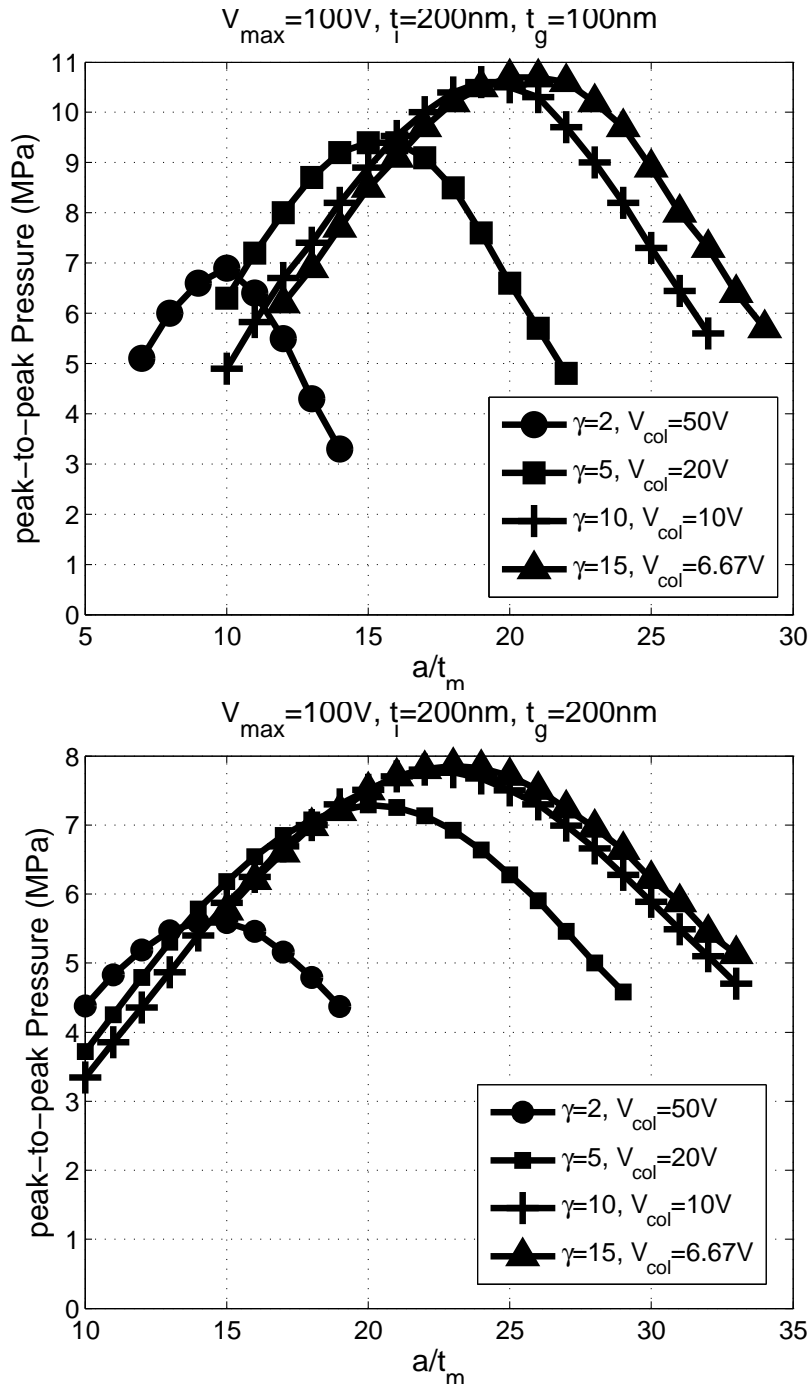 V_max=100V, t_i=200nm, t_g=100nm
peak−to−peak Pressure (MPa)
11
10
9
8
7
6
5
4
3
2
1
0
γ=2, V_col=50V
γ=5, V_col=20V
γ=10, V_col=10V
γ=15, V_col=6.67V
5 10 15 20 25 30
a/t_m
V_max=100V, t_i=200nm, t_g=200nm
peak−to−peak Pressure (MPa)
8
7
6
5
4
3
2
1
0
γ=2, V_col=50V
γ=5, V_col=20V
γ=10, V_col=10V
γ=15, V_col=6.67V
10 15 20 25 30 35
a/t_m